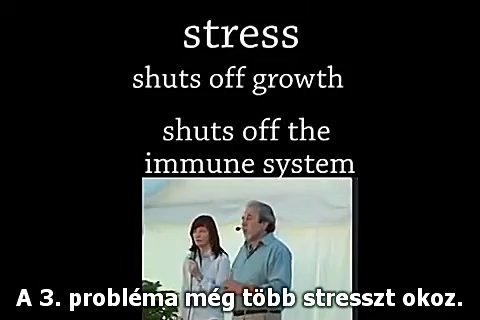 stress
shuts off growth
shuts off the
immune system
A 3. probléma még több stresszt okoz.